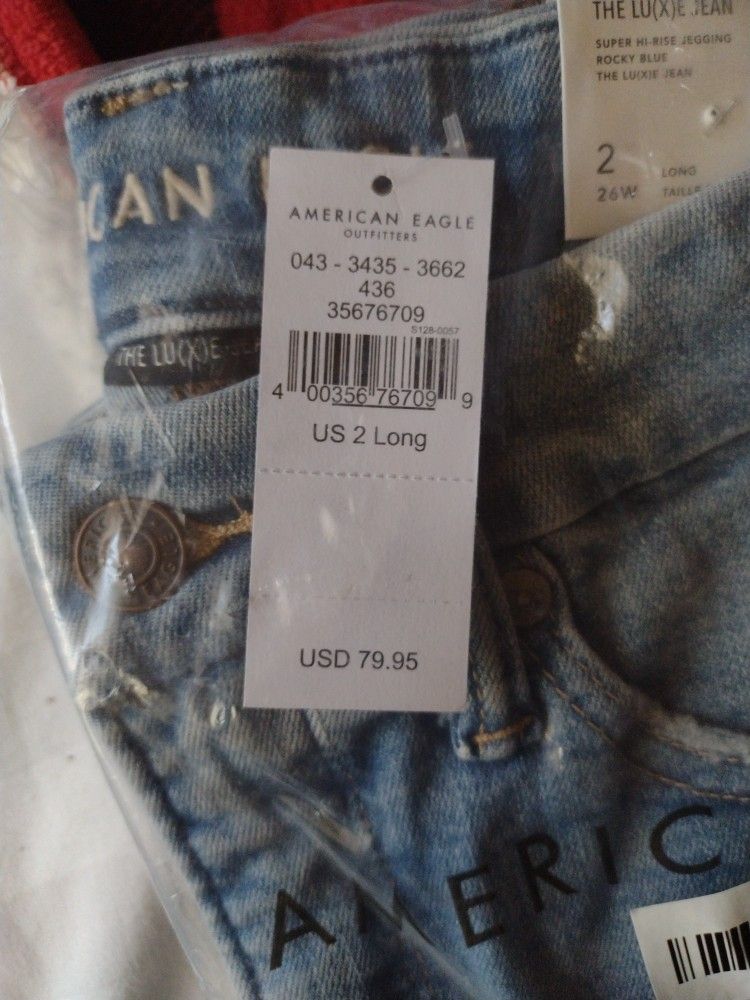 THE LU(X)E JEAN
SUPER HI-RISE JEGGING
ROCKY BLUE
THE LU(X)E JEAN
2 LONG
26W TAILLE
CAN
AMERICAN EAGLE
OUTFITTERS
043 - 3435 - 3662
436
35676709
S128-0057
4 00356 76709 9
US 2 Long
USD 79.95
THE LU(X)E
AMERIC